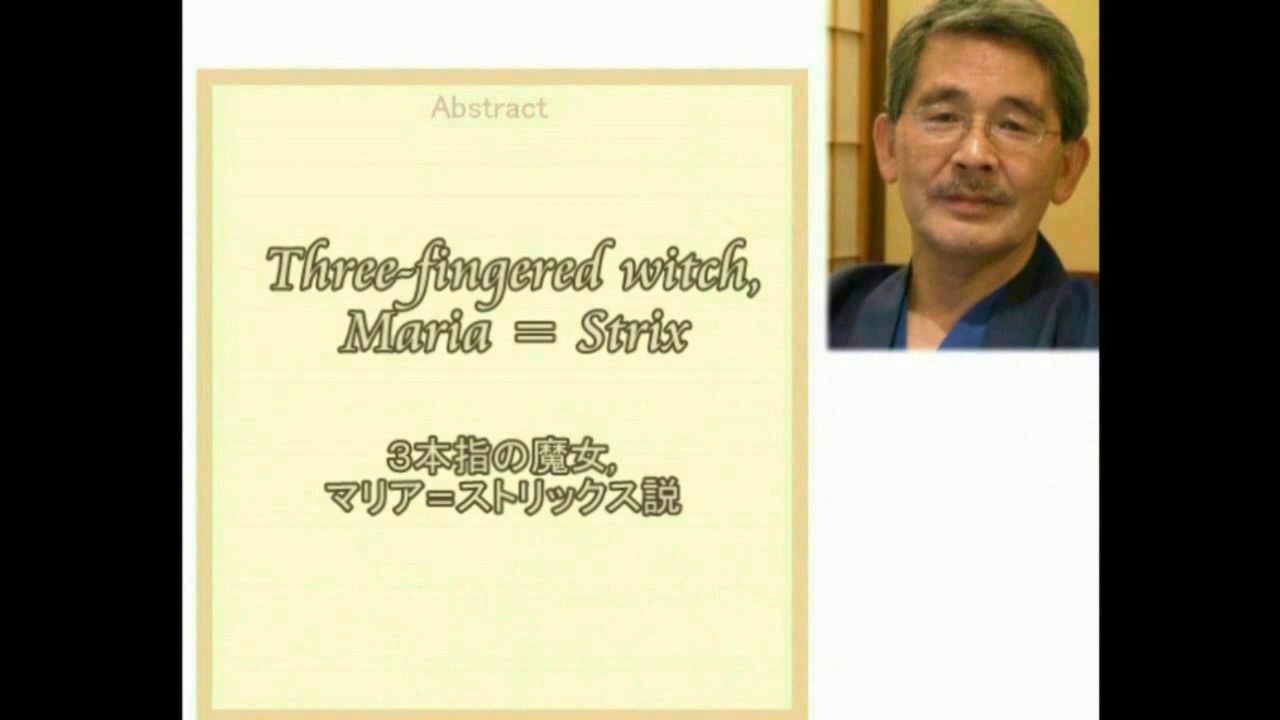 Abstract
Three-fingered witch,
Maria = Strix
３本指の魔女,
マリア＝ストリックス説